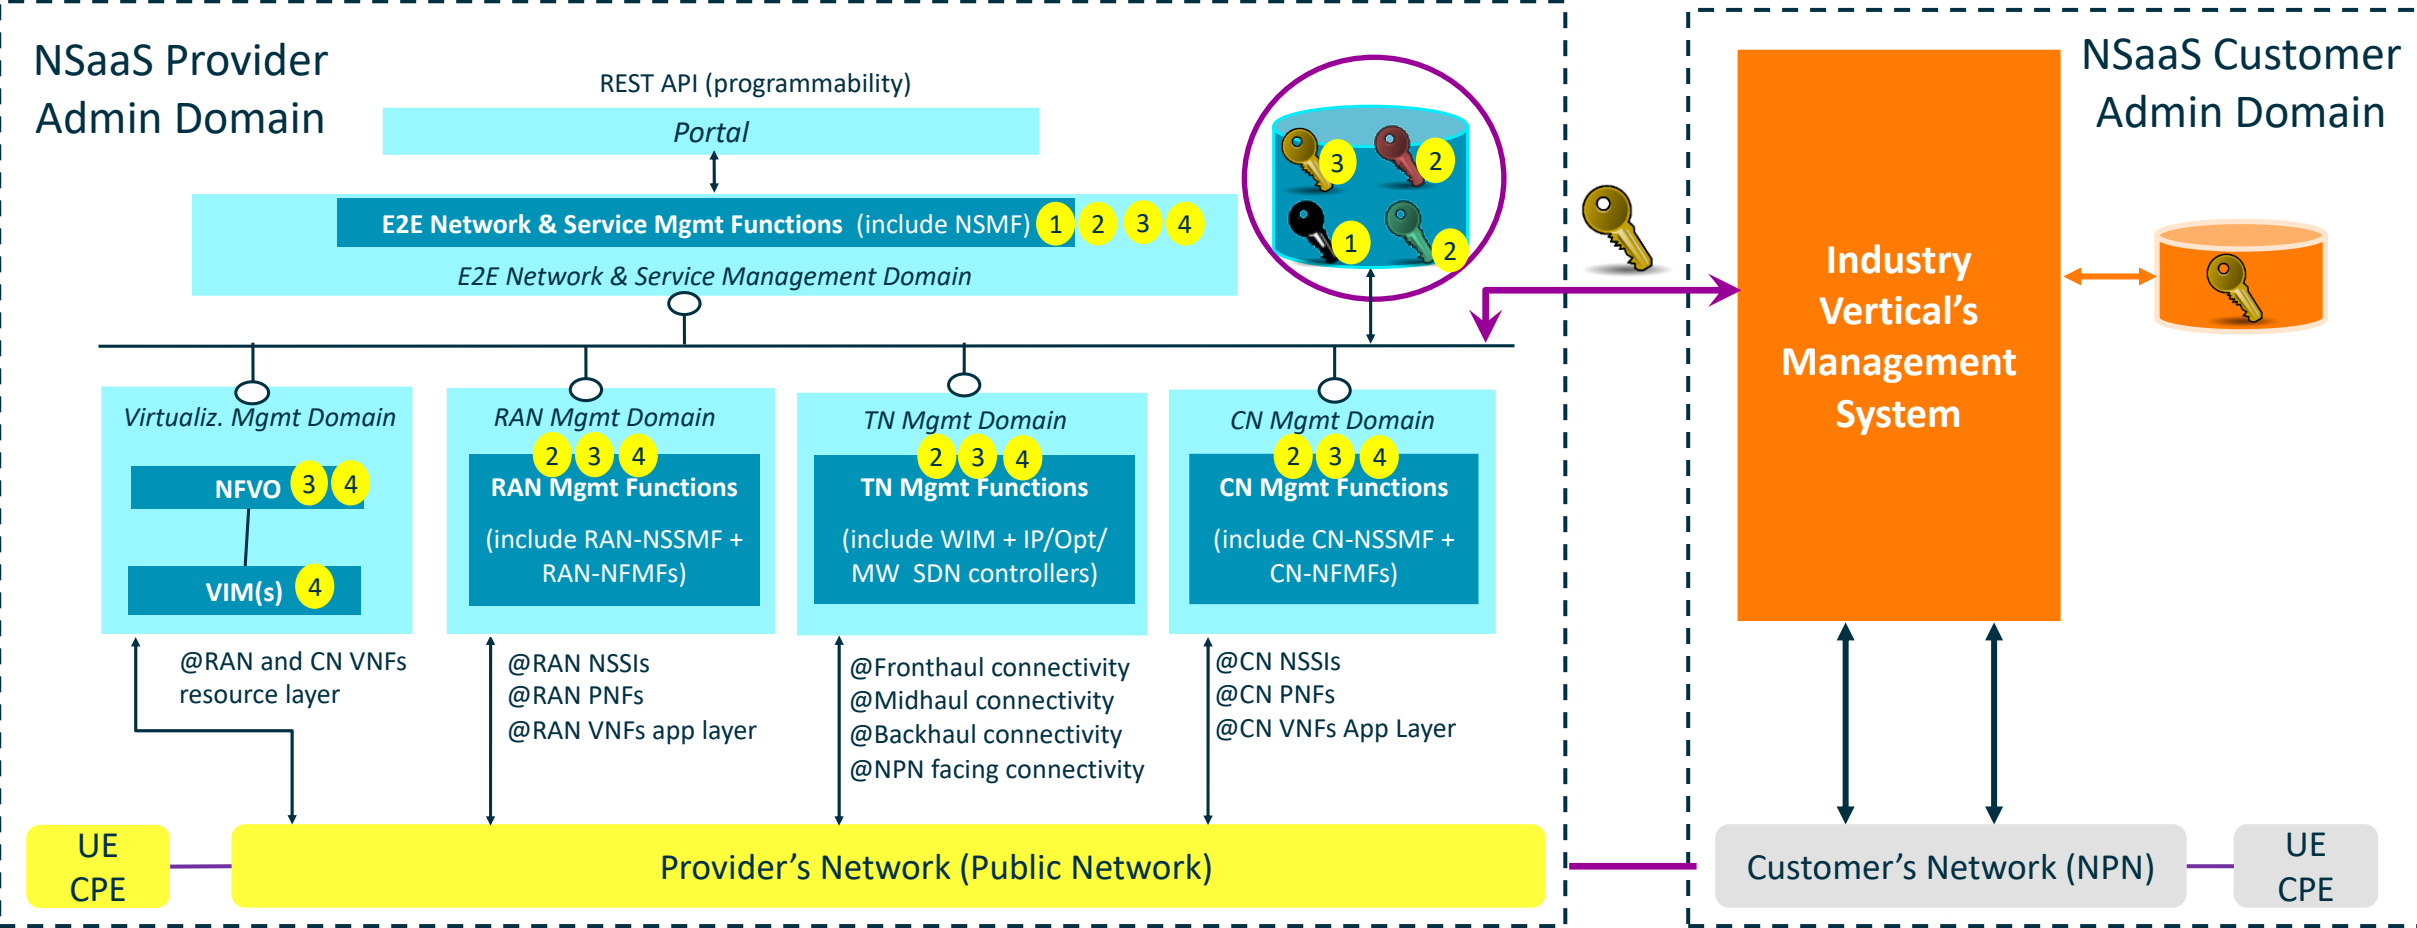 NSaaS Provider
Admin Domain
REST API (programmability)
Portal
E2E Network & Service Mgmt Functions (include NSMF) 1 2 3 4
E2E Network & Service Management Domain
3 2
1 2
Virtualiz. Mgmt Domain
NFVO 3 4
VIM(s) 4
@RAN and CN VNFs
resource layer
RAN Mgmt Domain
2 3 4
RAN Mgmt Functions
(include RAN-NSSMF +
RAN-NFMFs)
@RAN NSSIs
@RAN PNFs
@RAN VNFs app layer
TN Mgmt Domain
2 3 4
TN Mgmt Functions
(include WIM + IP/Opt/
MW SDN controllers)
@Fronthaul connectivity
@Midhaul connectivity
@Backhaul connectivity
@NPN facing connectivity
CN Mgmt Domain
2 3 4
CN Mgmt Functions
(include CN-NSSMF +
CN-NFMFs)
@CN NSSIs
@CN PNFs
@CN VNFs App Layer
UE
CPE
Provider's Network (Public Network)
NSaaS Customer
Admin Domain
Industry
Vertical's
Management
System
Customer's Network (NPN)
UE
CPE